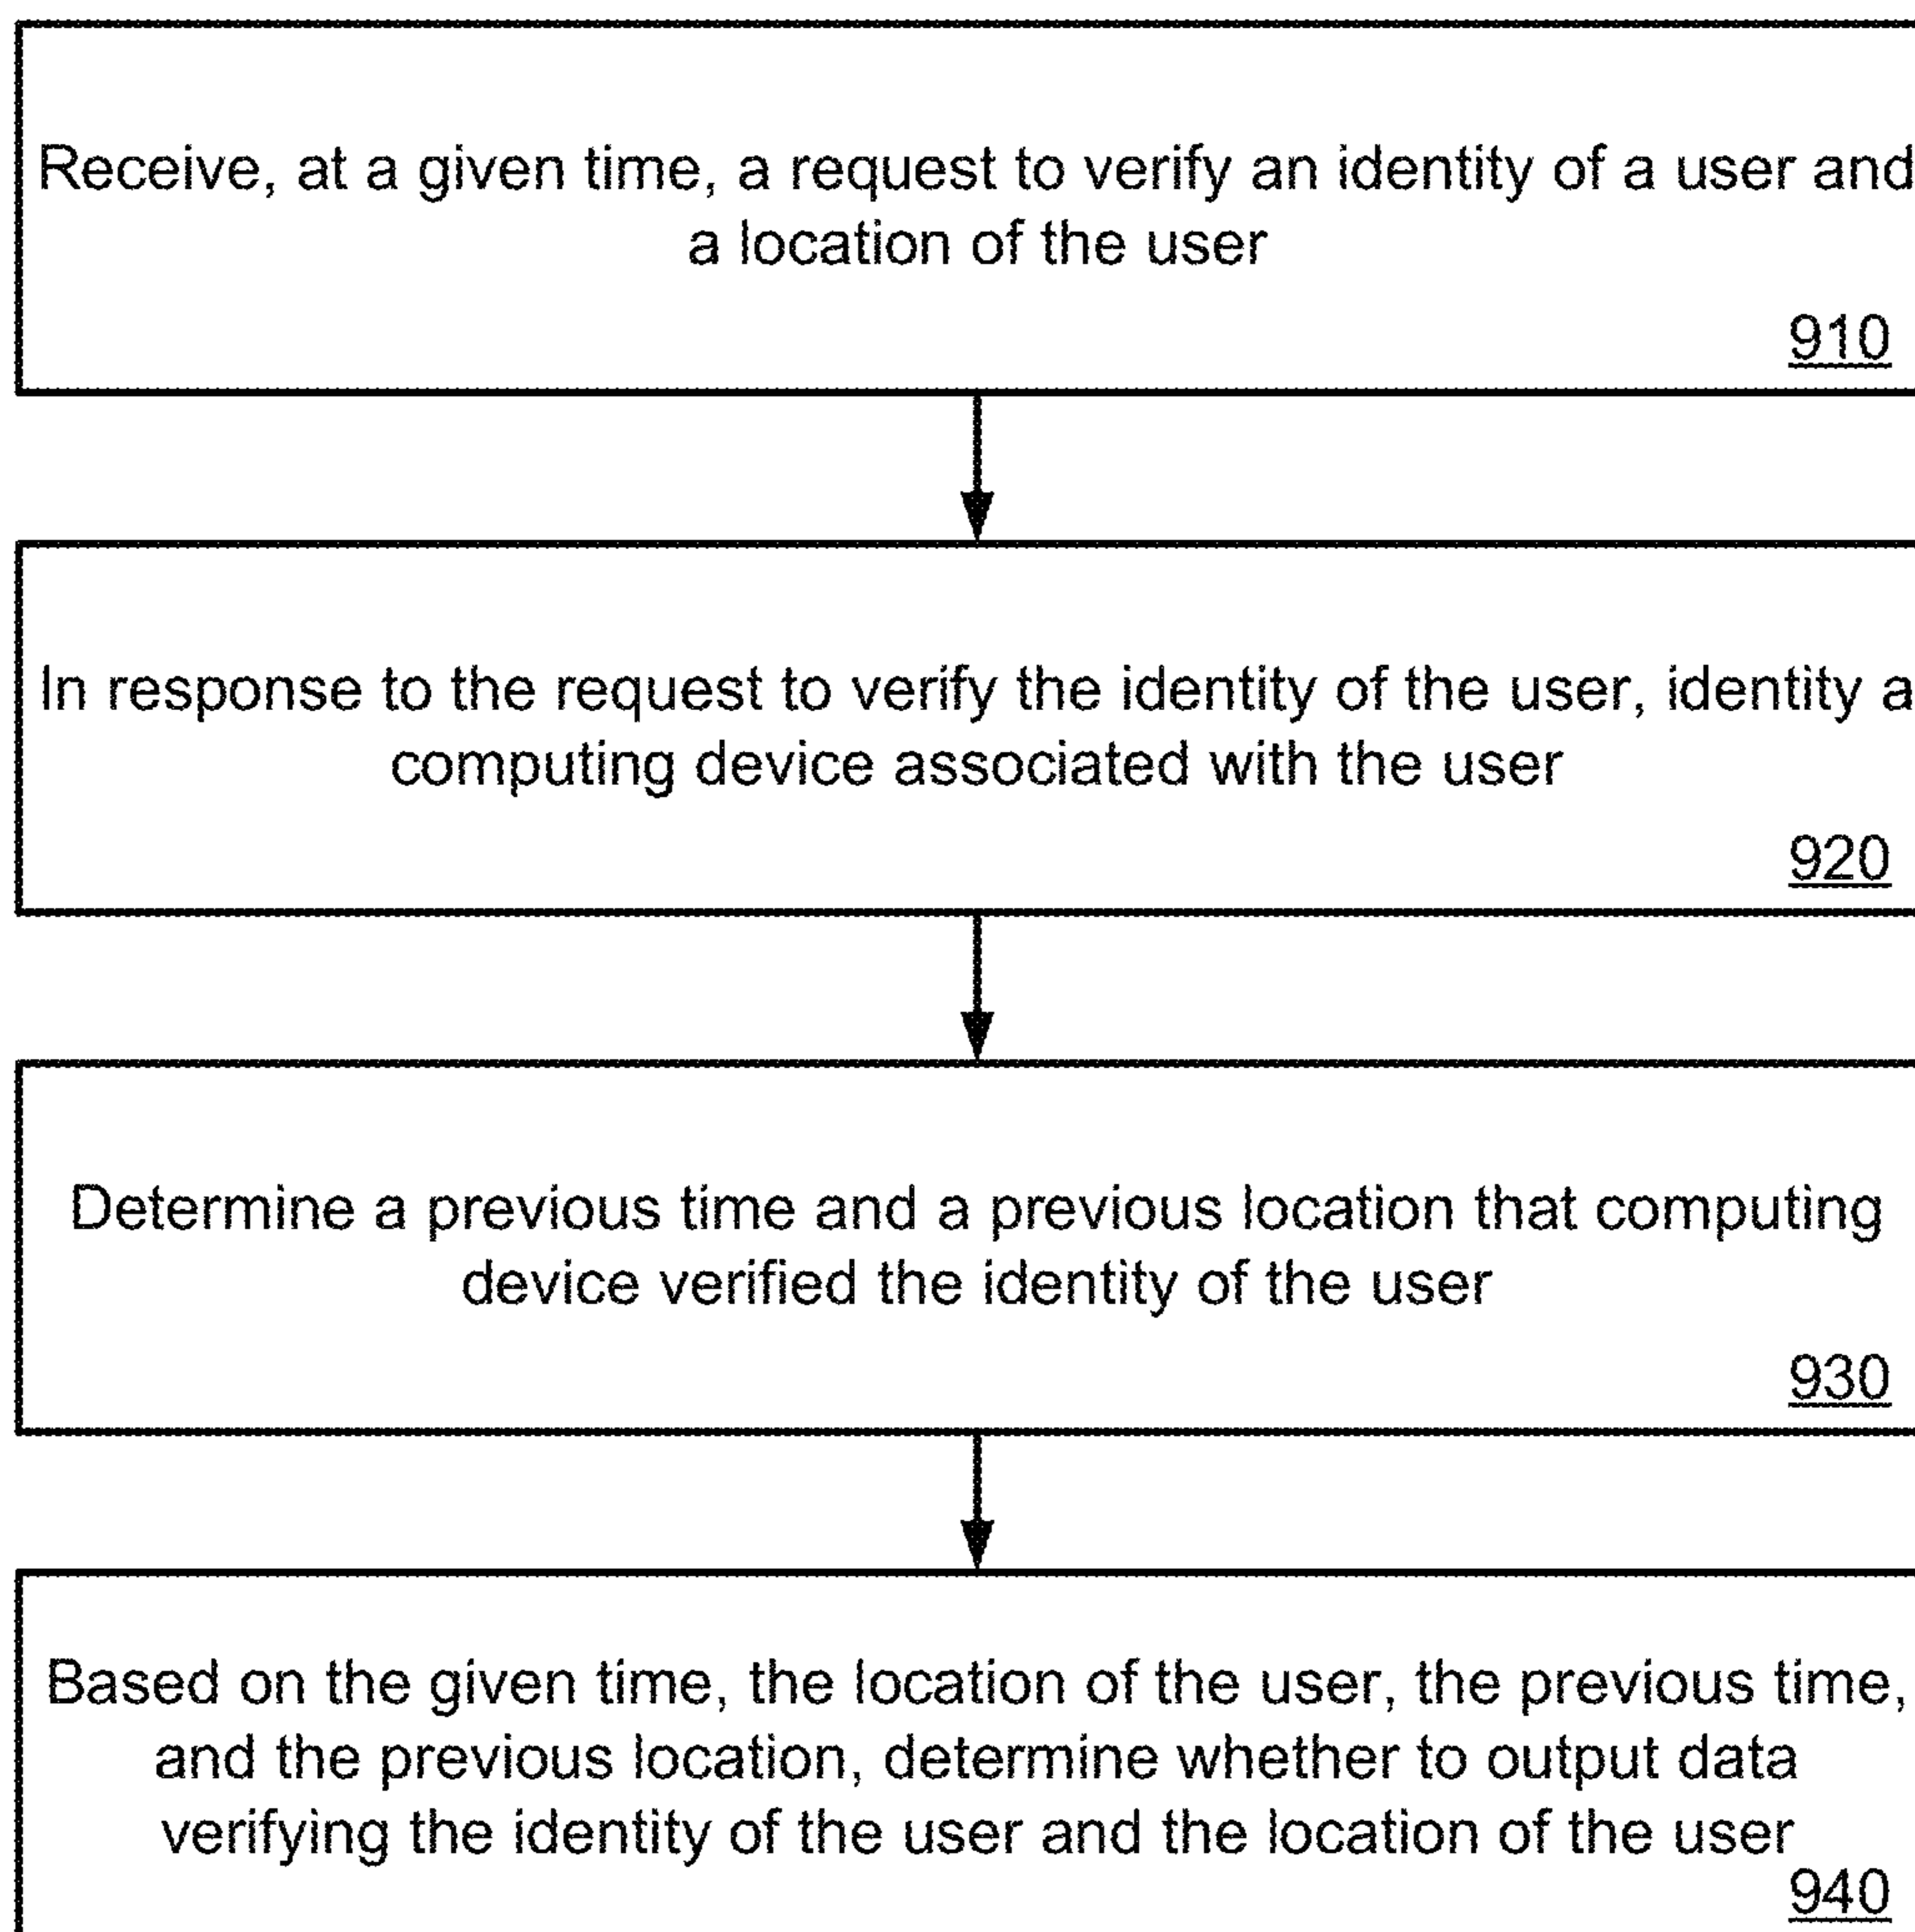 Receive, at a given time, a request to verify an identity of a user and
a location of the user
910
In response to the request to verify the identity of the user, identity a
computing device associated with the user
920
Determine a previous time and a previous location that computing
device verified the identity of the user
930
Based on the given time, the location of the user, the previous time,
and the previous location, determine whether to output data
verifying the identity of the user and the location of the user
940